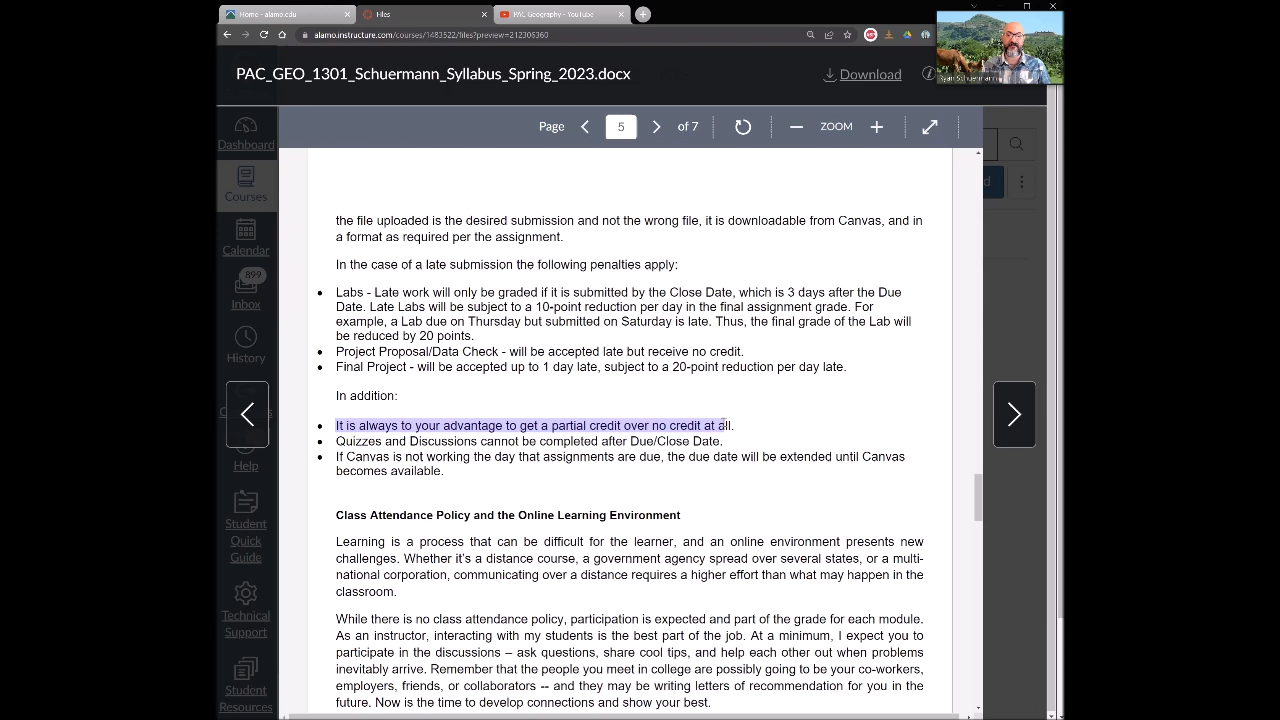 Home - alamo.edu
Files
PAC Geography - YouTube
alamo.instructure.com/courses/1483522/files?preview=212306360
Ryan Schuermann
PAC_GEO_1301_Schuermann_Syllabus_Spring_2023.docx
Download
Page 5 of 7
ZOOM
Dashboard
Courses
Calendar
899
Inbox
History
Help
Student
Quick
Guide
Technical
Support
Student
Resources
the file uploaded is the desired submission and not the wrong file, it is downloadable from Canvas, and in
a format as required per the assignment.
In the case of a late submission the following penalties apply:
• Labs - Late work will only be graded if it is submitted by the Close Date, which is 3 days after the Due
Date. Late Labs will be subject to a 10-point reduction per day in the final assignment grade. For
example, a Lab due on Thursday but submitted on Saturday is late. Thus, the final grade of the Lab will
be reduced by 20 points.
• Project Proposal/Data Check - will be accepted late but receive no credit.
• Final Project - will be accepted up to 1 day late, subject to a 20-point reduction per day late.
In addition:
• It is always to your advantage to get a partial credit over no credit at all.
• Quizzes and Discussions cannot be completed after Due/Close Date.
• If Canvas is not working the day that assignments are due, the due date will be extended until Canvas
becomes available.
Class Attendance Policy and the Online Learning Environment
Learning is a process that can be difficult for the learner, and an online environment presents new
challenges. Whether it's a distance course, a government agency spread over several states, or a multi-
national corporation, communicating over a distance requires a higher effort than what may happen in the
classroom.
While there is no class attendance policy, participation is encouraged and part of the grade for each module.
As an instructor, interacting with my students is the best part of the job. At a minimum, I expect you to
participate in the discussions – ask questions, share cool tips, and help each other out when problems
inevitably arise. Remember that the people you meet in college are possibly going to be your co-workers,
employers, friends, or collaborators -- and they may be writing letters of recommendation for you in the